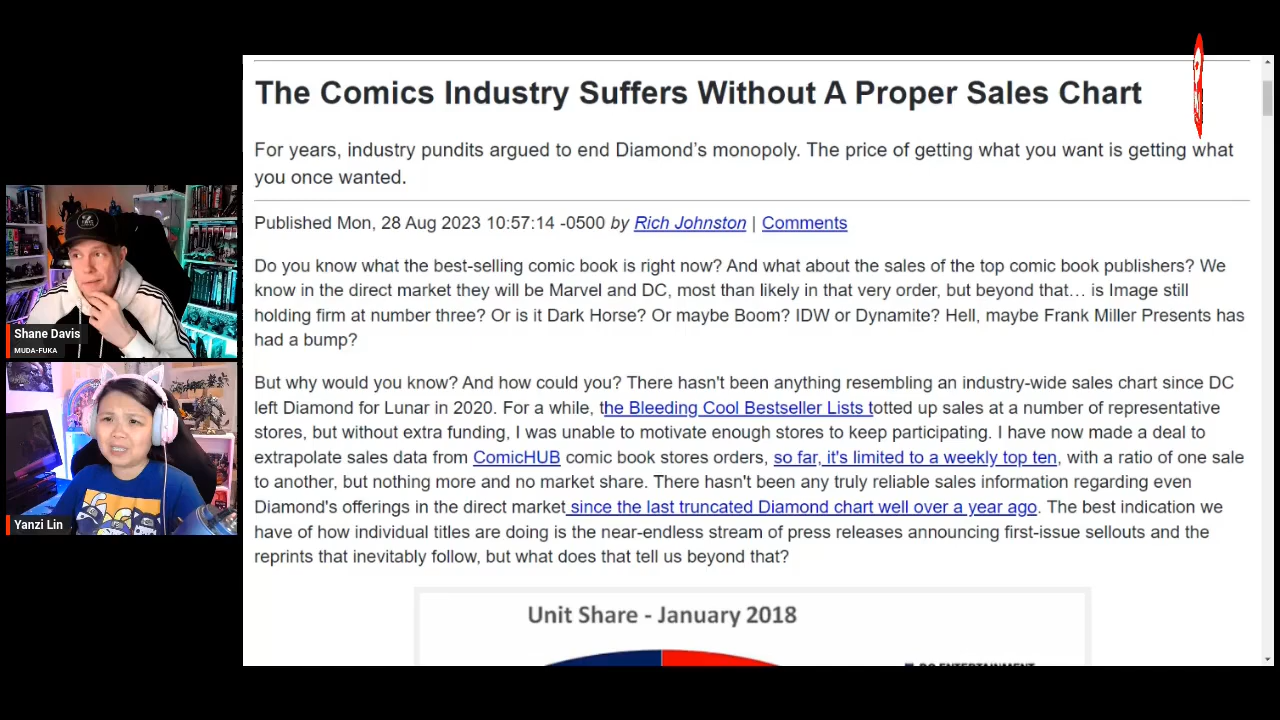 The Comics Industry Suffers Without A Proper Sales Chart
For years, industry pundits argued to end Diamond's monopoly. The price of getting what you want is getting what
you once wanted.
Published Mon, 28 Aug 2023 10:57:14 -0500 by Rich Johnston | Comments
Do you know what the best-selling comic book is right now? And what about the sales of the top comic book publishers? We
know in the direct market they will be Marvel and DC, most than likely in that very order, but beyond that… is Image still
holding firm at number three? Or is it Dark Horse? Or maybe Boom? IDW or Dynamite? Hell, maybe Frank Miller Presents has
had a bump?
But why would you know? And how could you? There hasn't been anything resembling an industry-wide sales chart since DC
left Diamond for Lunar in 2020. For a while, the Bleeding Cool Bestseller Lists totted up sales at a number of representative
stores, but without extra funding, I was unable to motivate enough stores to keep participating. I have now made a deal to
extrapolate sales data from ComicHUB comic book stores orders, so far, it's limited to a weekly top ten, with a ratio of one sale
to another, but nothing more and no market share. There hasn't been any truly reliable sales information regarding even
Diamond's offerings in the direct market since the last truncated Diamond chart well over a year ago. The best indication we
have of how individual titles are doing is the near-endless stream of press releases announcing first-issue sellouts and the
reprints that inevitably follow, but what does that tell us beyond that?
Unit Share - January 2018
DC ENTERTAINMENT
Shane Davis
MUDA-FUKA
Yanzi Lin